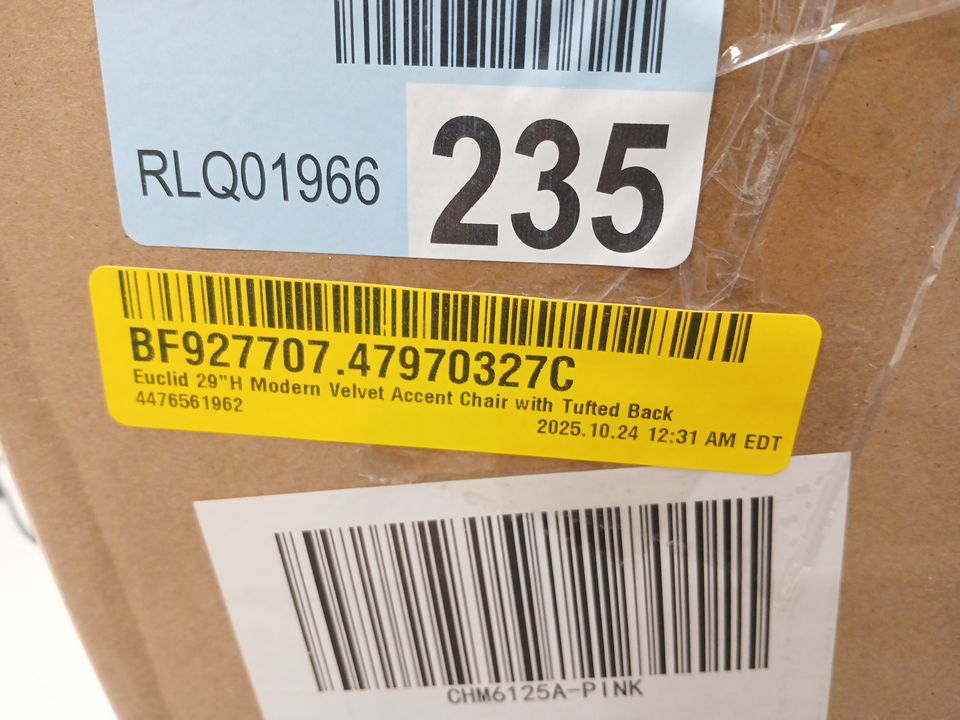 RLQ01966
235
BF927707.47970327C
Euclid 29"H Modern Velvet Accent Chair with Tufted Back
4476561962
2025.10.24 12:31 AM EDT
CHM6125A-PINK